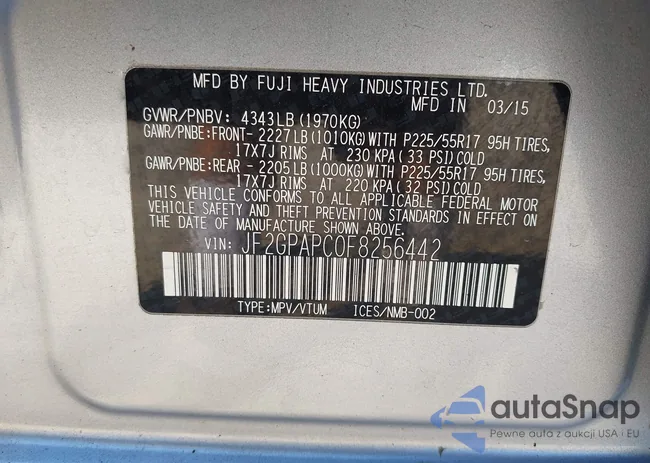 MFD BY FUJI HEAVY INDUSTRIES LTD.
MFD IN 03/15
GVWR/PNBV: 4343LB(1970KG)
GAWR/PNBE:FRONT- 2227LB(1010KG)WITH P225/55R17 95H TIRES,
17X7J RIMS AT 230 KPA(33 PSI)COLD
GAWR/PNBE:REAR - 2205LB(1000KG)WITH P225/55R17 95H TIRES,
17X7J RIMS AT 220 KPA(32 PSI)COLD
THIS VEHICLE CONFORMS TO ALL APPLICABLE FEDERAL MOTOR
VEHICLE SAFETY AND THEFT PREVENTION STANDARDS IN EFFECT ON
THE DATE OF MANUFACTURE SHOWN ABOVE.
VIN: JF2GPAPC0F8256442
TYPE:MPV/VTUM ICES/NMB-002
autaSnap
Pewne auta z aukcji USA i EU